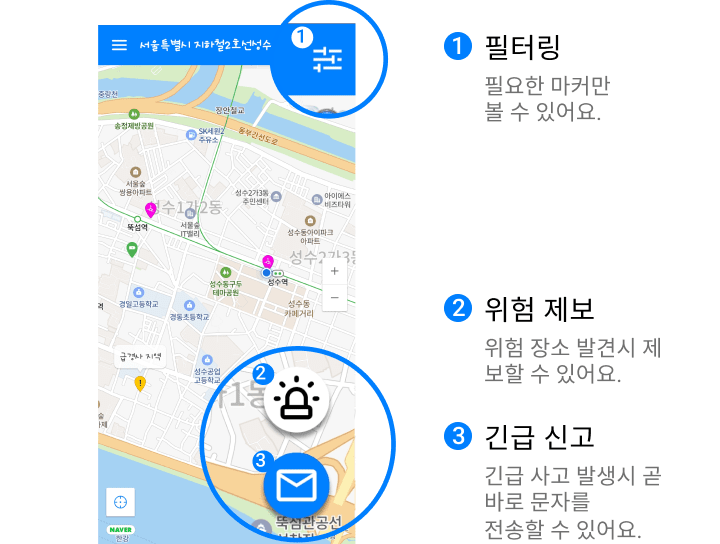 서울특별시 지하철2호선성수
1
중랑천
장안철교
송정제방공원
SK세원2
주유소
동부간선도로
서울숲
쌍용아파트
성수2가3동
주민센터
아이에스
비즈타워
성수1가2동
뚝섬역
서울숲
IT밸리
성수동아이파크
아파트
성수2가3동
성수역
성수동구두
테마공원
+
−
경일고등학교
경동초등학교
성수동
카페거리
급경사 지역
성수공업
고등학교
2
3
NAVER
한강
뚝섬관공선
1 필터링
필요한 마커만
볼 수 있어요.
2 위험 제보
위험 장소 발견시 제
보할 수 있어요.
3 긴급 신고
긴급 사고 발생시 곧
바로 문자를
전송할 수 있어요.